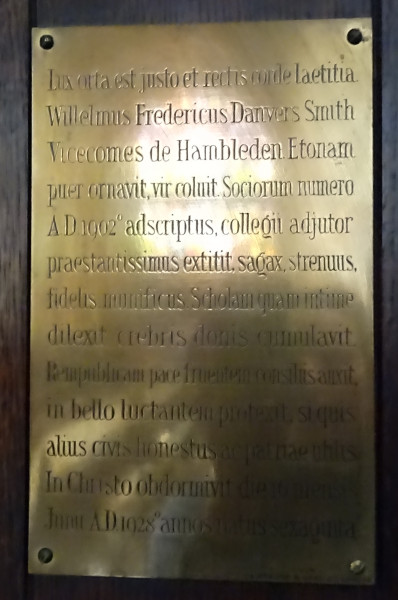 Lux orta est justo et rectis corde laetitia.
Willelmus Fredericus Danvers Smith
Vicecomes de Hambleden Etonam
puer ornavit, vir coluit. Sociorum numero
A D 1902° adscriptus, collegii adjutor
praestantissimus extitit. sagax, strenuus,
fidelis munificus Scholam quam intime
dilexit crebris donis cumulavit.
Rempublicam pace fruentem consiliis auxit,
in bello luctantem protexit, si quis
alius civis honestus ac patriae utilis
In Christo obdormivit die
Junii A.D. 1928° annos natus sexaginta.